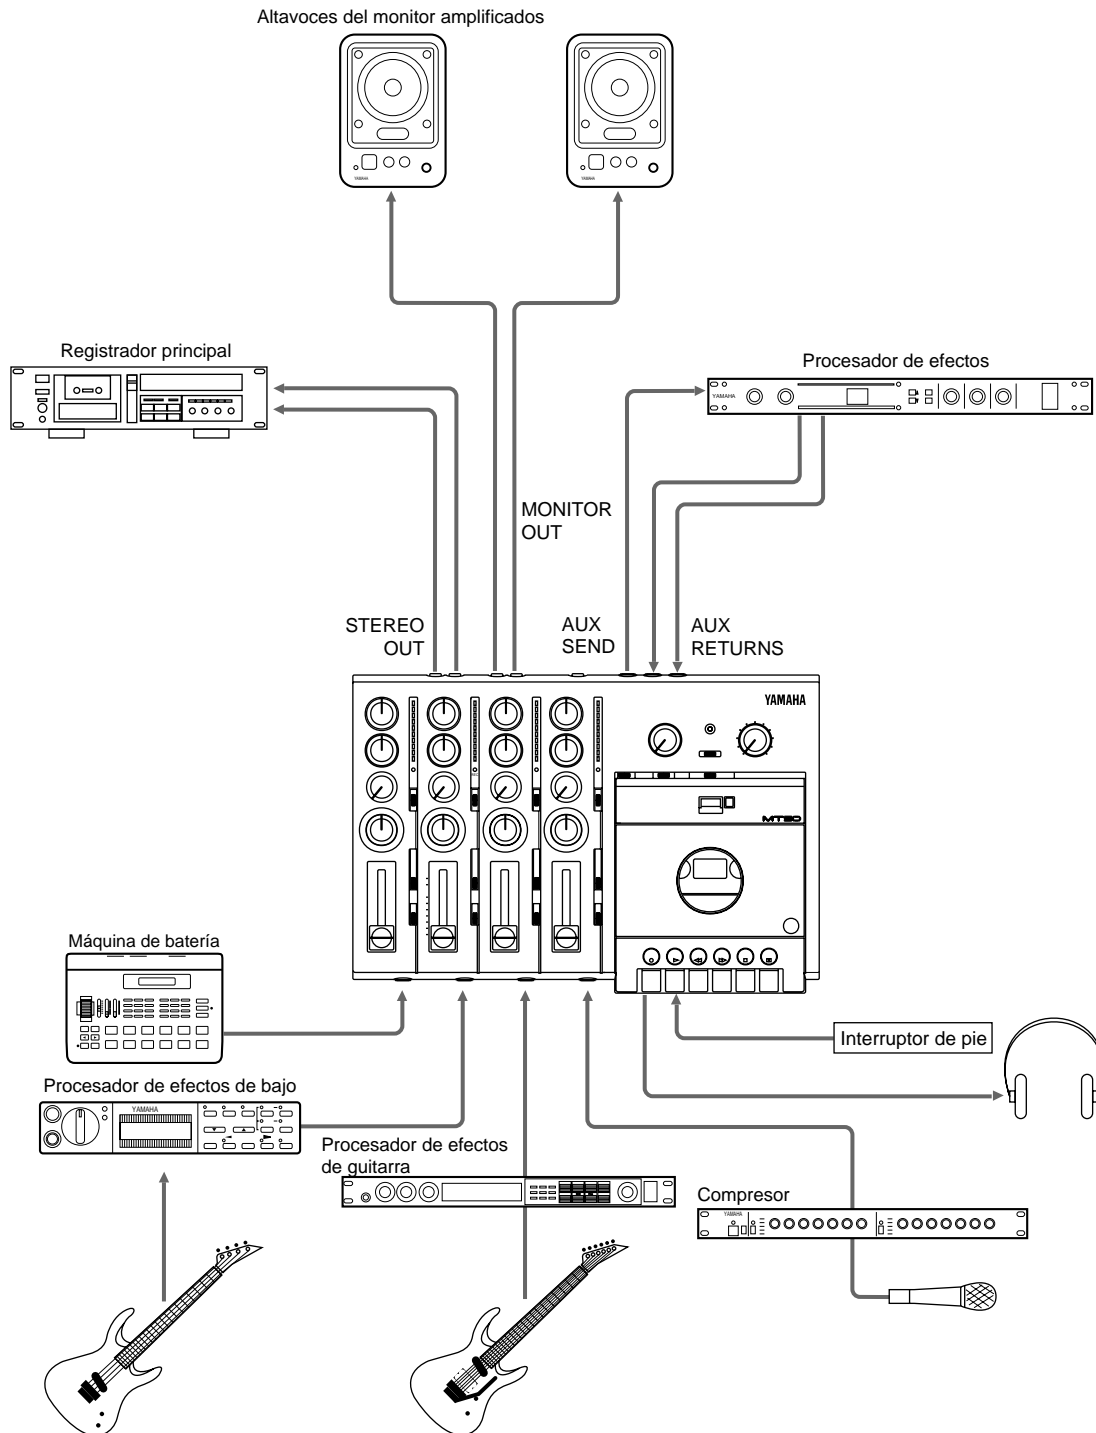 Altavoces del monitor amplificados
YAMAHA
YAMAHA
Registrador principal
Procesador de efectos
YAMAHA
MONITOR
OUT
STEREO
OUT
AUX
SEND
AUX
RETURNS
YAMAHA
MT50
Máquina de batería
Interruptor de pie
Procesador de efectos de bajo
YAMAHA
Procesador de efectos
de guitarra
Compresor
YAMAHA